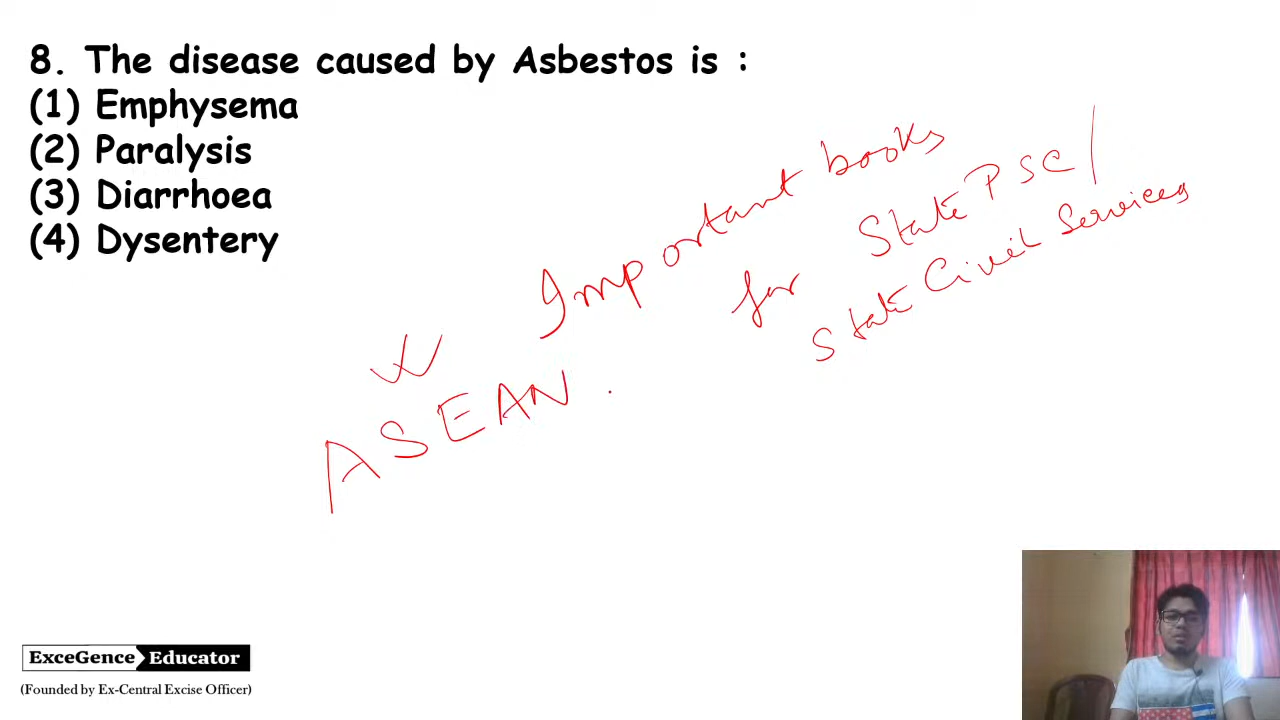 8. The disease caused by Asbestos is :
(1) Emphysema
(2) Paralysis
(3) Diarrhoea
(4) Dysentery
Important books
for State PSC/
State Civil Services
ASEAN.
ExceGence Educator
(Founded by Ex-Central Excise Officer)